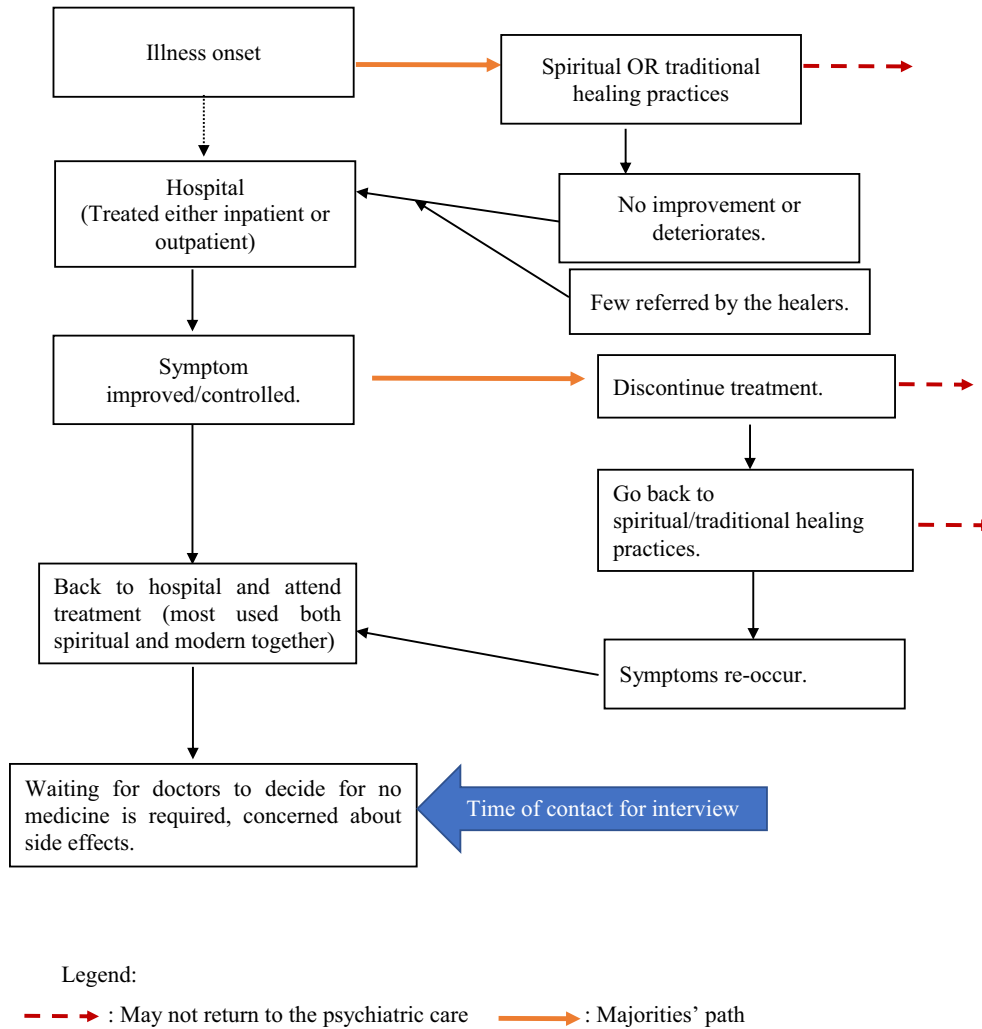 Illness onset
Spiritual OR traditional
healing practices
Hospital
(Treated either inpatient or
outpatient)
No improvement or
deteriorates.
Few referred by the healers.
Symptom
improved/controlled.
Discontinue treatment.
Go back to
spiritual/traditional healing
practices.
Back to hospital and attend
treatment (most used both
spiritual and modern together)
Symptoms re-occur.
Waiting for doctors to decide for no
medicine is required, concerned about
side effects.
Time of contact for interview
Legend:
: May not return to the psychiatric care
: Majorities’ path